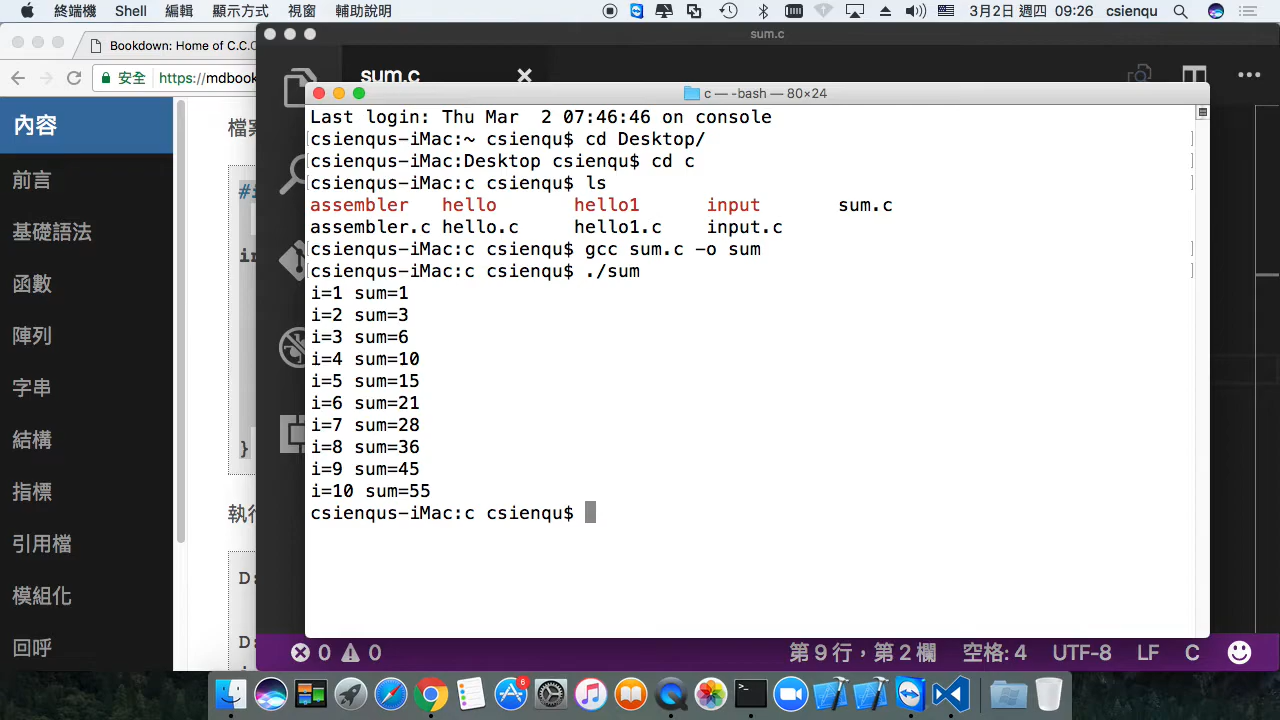 終端機 Shell 編輯 顯示方式 視窗 輔助說明 3月2日 週四 09:26 csienqu
Bookdown: Home of C.C.C
sum.c
安全 https://mdbook
sum.c
c — -bash — 80×24
內容
前言
基礎語法
函數
陣列
字串
結構
指標
引用檔
模組化
回呼
檔案
#i
in
}
執行
D:
D:
Last login: Thu Mar  2 07:46:46 on console
csienqus-iMac:~ csienqu$ cd Desktop/
csienqus-iMac:Desktop csienqu$ cd c
csienqus-iMac:c csienqu$ ls
assembler hello hello1 input sum.c
assembler.c hello.c hello1.c input.c
csienqus-iMac:c csienqu$ gcc sum.c -o sum
csienqus-iMac:c csienqu$ ./sum
i=1 sum=1
i=2 sum=3
i=3 sum=6
i=4 sum=10
i=5 sum=15
i=6 sum=21
i=7 sum=28
i=8 sum=36
i=9 sum=45
i=10 sum=55
csienqus-iMac:c csienqu$
0 0 第 9 行，第 2 欄 空格: 4 UTF-8 LF C
6